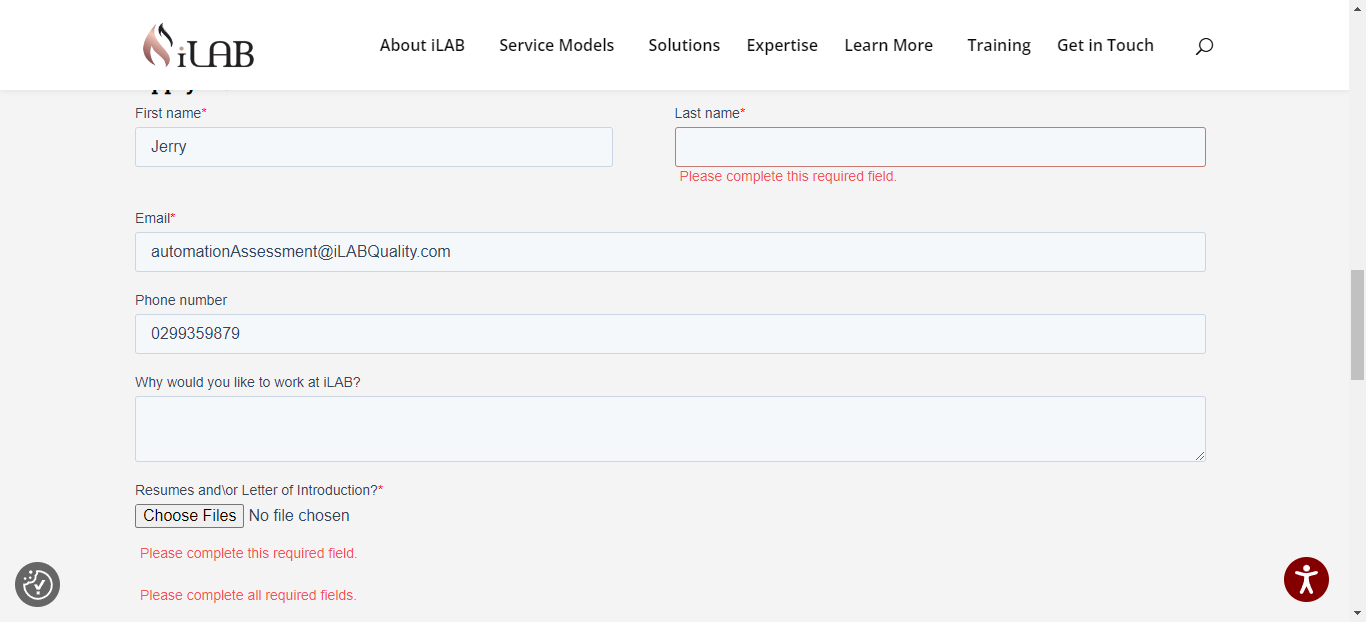 iLAB
About iLAB Service Models Solutions Expertise Learn More Training Get in Touch
First name* Last name*
Jerry
Please complete this required field.
Email*
automationAssessment@iLABQuality.com
Phone number
0299359879
Why would you like to work at iLAB?
Resumes and\or Letter of Introduction?*
Choose Files No file chosen
Please complete this required field.
Please complete all required fields.